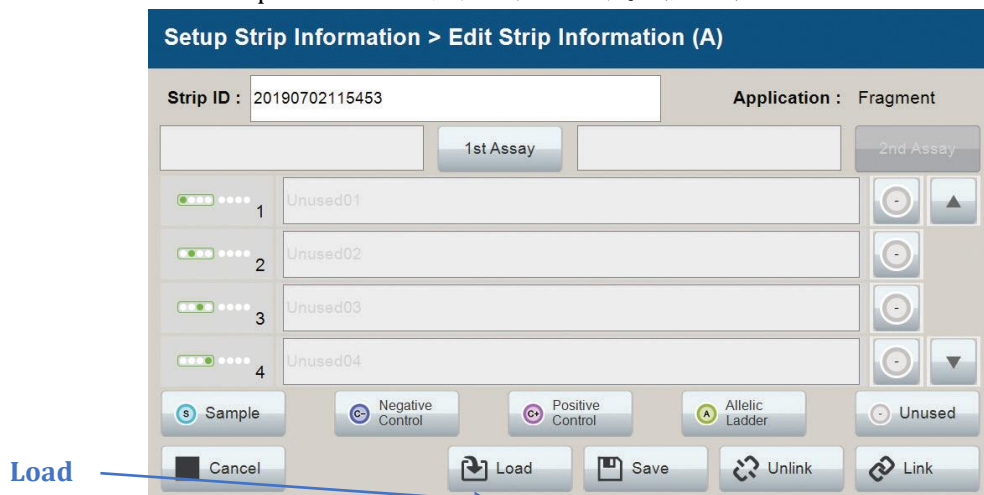 Setup Strip Information > Edit Strip Information (A)
Strip ID : 20190702115453 Application : Fragment
1st Assay 2nd Assay
1 Unused01 -
2 Unused02 -
3 Unused03 -
4 Unused04 -
S Sample C- Negative Control C+ Positive Control A Allelic Ladder - Unused
Cancel Load Save Unlink Link
Load